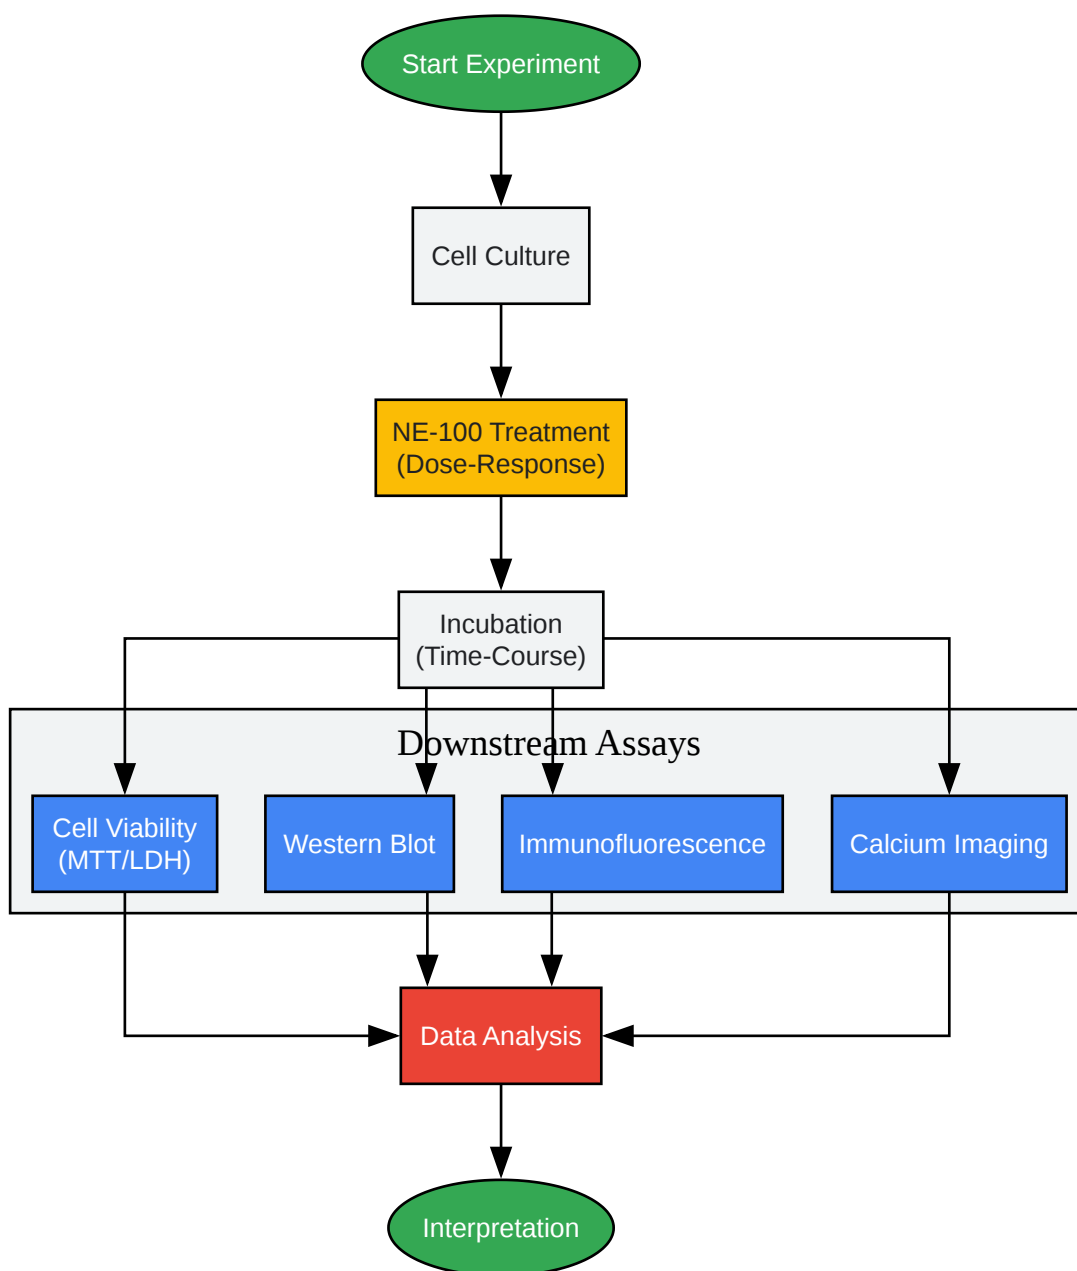 Start Experiment
Cell Culture
NE-100 Treatment
(Dose-Response)
Incubation
(Time-Course)
Downstream Assays
Cell Viability
(MTT/LDH)
Western Blot
Immunofluorescence
Calcium Imaging
Data Analysis
Interpretation